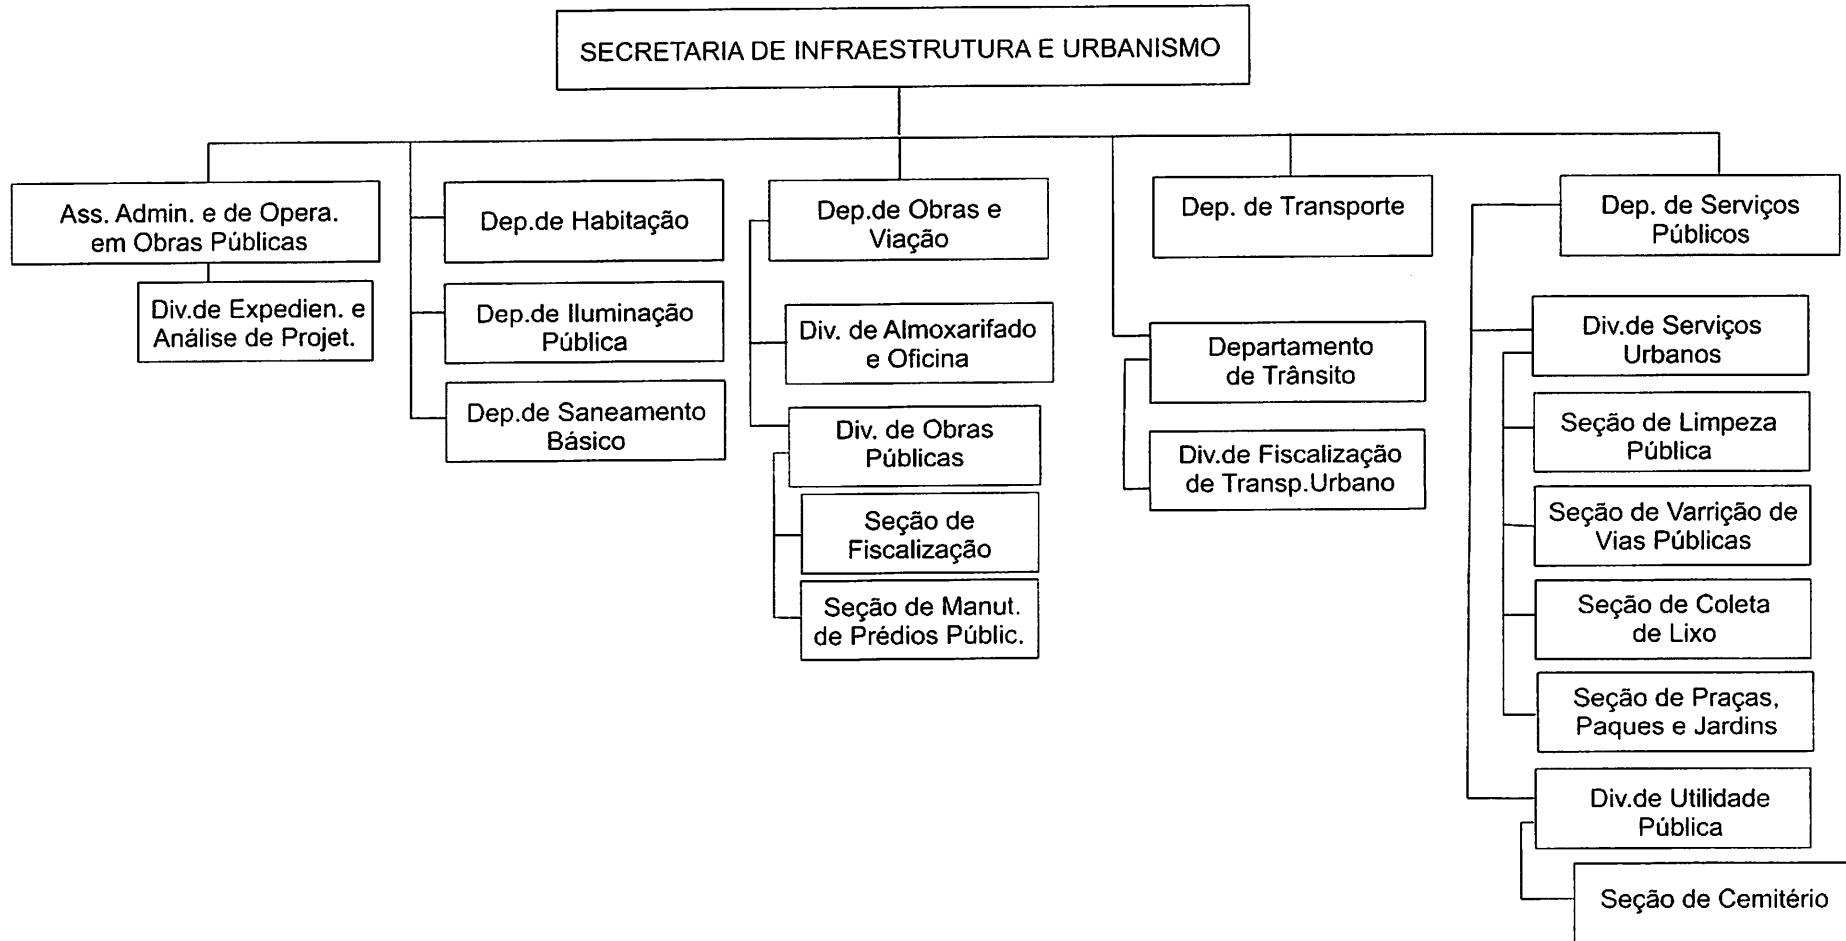 SECRETARIA DE INFRAESTRUTURA E URBANISMO
Ass. Admin. e de Opera.
em Obras Públicas
Div.de Expedien. e
Análise de Projet.
Dep.de Habitação
Dep.de Iluminação
Pública
Dep.de Saneamento
Básico
Dep.de Obras e
Viação
Div. de Almoxarifado
e Oficina
Div. de Obras
Públicas
Seção de
Fiscalização
Seção de Manut.
de Prédios Públic.
Dep. de Transporte
Departamento
de Trânsito
Div.de Fiscalização
de Transp.Urbano
Dep. de Serviços
Públicos
Div.de Serviços
Urbanos
Seção de Limpeza
Pública
Seção de Varrição de
Vias Públicas
Seção de Coleta
de Lixo
Seção de Praças,
Paques e Jardins
Div.de Utilidade
Pública
Seção de Cemitério